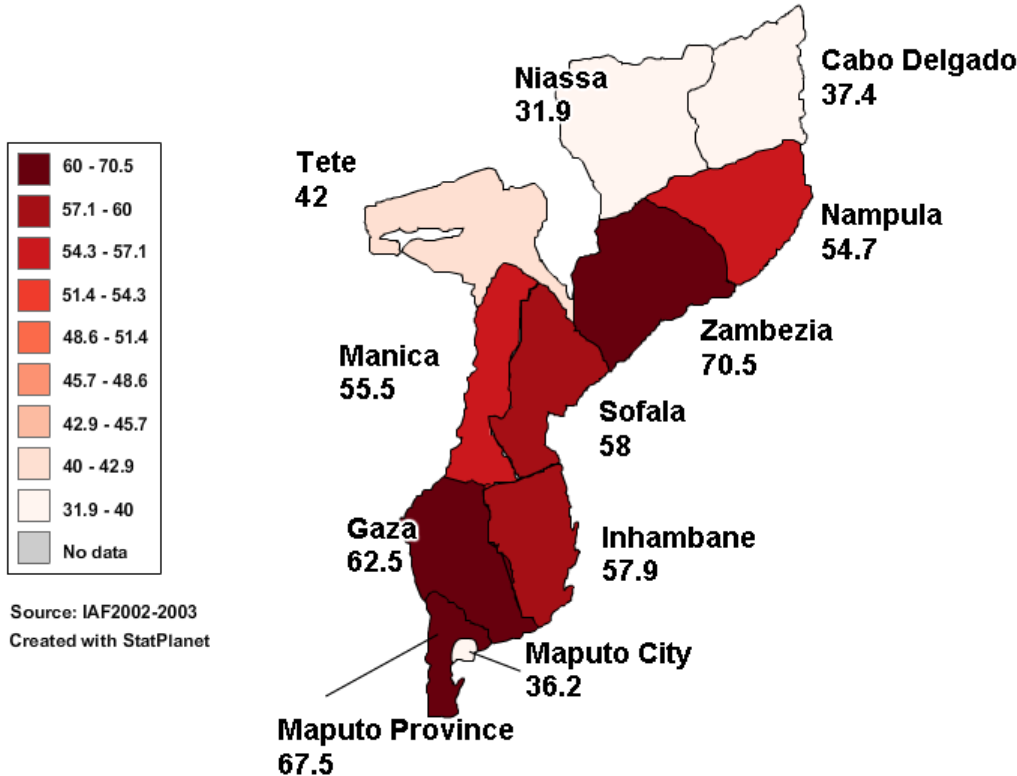 Cabo Delgado
37.4
Niassa
31.9
Tete
42
Nampula
54.7
Zambezia
70.5
Manica
55.5
Sofala
58
Gaza
62.5
Inhambane
57.9
Maputo City
36.2
Maputo Province
67.5
60 - 70.5
57.1 - 60
54.3 - 57.1
51.4 - 54.3
48.6 - 51.4
45.7 - 48.6
42.9 - 45.7
40 - 42.9
31.9 - 40
No data
Source: IAF2002-2003
Created with StatPlanet